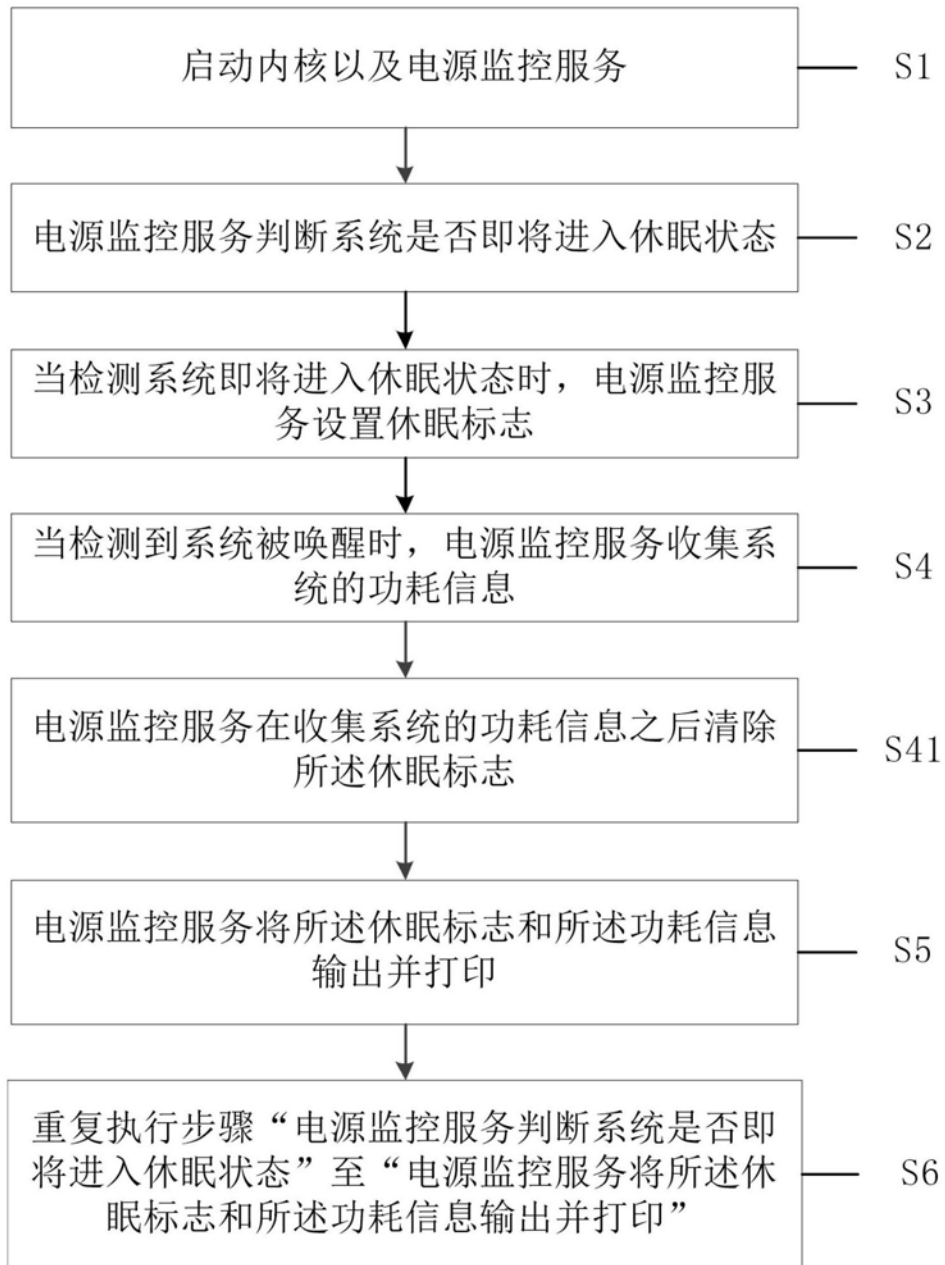 启动内核以及电源监控服务
S1
电源监控服务判断系统是否即将进入休眠状态
S2
当检测系统即将进入休眠状态时，电源监控服
务设置休眠标志
S3
当检测到系统被唤醒时，电源监控服务收集系
统的功耗信息
S4
电源监控服务在收集系统的功耗信息之后清除
所述休眠标志
S41
电源监控服务将所述休眠标志和所述功耗信息
输出并打印
S5
重复执行步骤“电源监控服务判断系统是否即
将进入休眠状态”至“电源监控服务将所述休
眠标志和所述功耗信息输出并打印”
S6